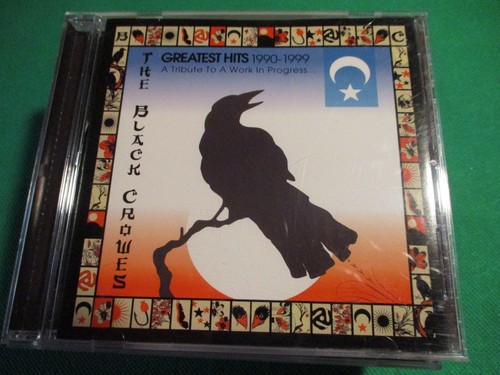 B
C
GREATEST HITS 1990-1999
A Tribute To A Work In Progress...
THE BLACK CROWES